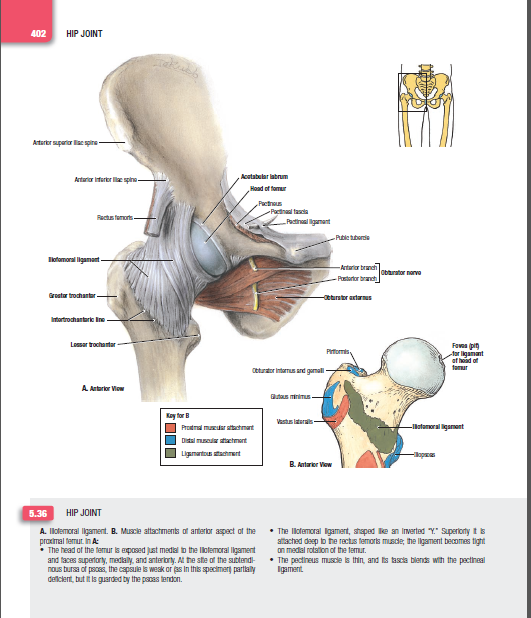 402 HIP JOINT
Anterior superior iliac spine
Anterior inferior iliac spine
Rectus femoris
Iliofemoral ligament
Greater trochanter
Intertrochanteric line
Lesser trochanter
Acetabular labrum
Head of femur
Pectineus
Pectineal fascia
Pectineal ligament
Pubic tubercle
Anterior branch
Posterior branch
Obturator nerve
Obturator externus
A. Anterior View
Piriformis
Obturator internus and gemelli
Gluteus minimus
Vastus lateralis
Fovea (pit)
for ligament
of head of
femur
Iliofemoral ligament
Iliopsoas
B. Anterior View
Key for B
Proximal muscular attachment
Distal muscular attachment
Ligamentous attachment
5.36 HIP JOINT
A. Iliofemoral ligament. B. Muscle attachments of anterior aspect of the
proximal femur. In A:
• The head of the femur is exposed just medial to the iliofemoral ligament
and faces superiorly, medially, and anteriorly. At the site of the subtendi-
nous bursa of psoas, the capsule is weak or (as in this specimen) partially
deficient, but it is guarded by the psoas tendon.
• The iliofemoral ligament, shaped like an inverted "Y." Superiorly it is
attached deep to the rectus femoris muscle; the ligament becomes tight
on medial rotation of the femur.
• The pectineus muscle is thin, and its fascia blends with the pectineal
ligament.